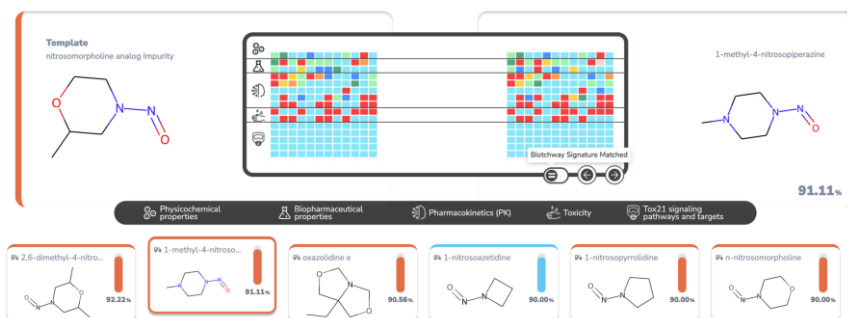 Template
nitrosomorpholine analog Impurity
O
N
N
O
1-methyl-4-nitrosopiperazine
N
N
N
O
Biotchway Signature Matched
91.11%
Physicochemical
properties
Biopharmaceutical
properties
Pharmacokinetics (PK)
Toxicity
Tox21 signaling
pathways and targets
2,6-dimethyl-4-nitro...
O
N
N
O
92.22%
1-methyl-4-nitroso...
N
N
N
O
91.11%
oxazolidine e
O
N
O
90.56%
1-nitrosoazetidine
O
N
N
90.00%
1-nitrosopyrrolidine
O
N
N
90.00%
n-nitrosomorpholine
O
N
N
O
90.00%